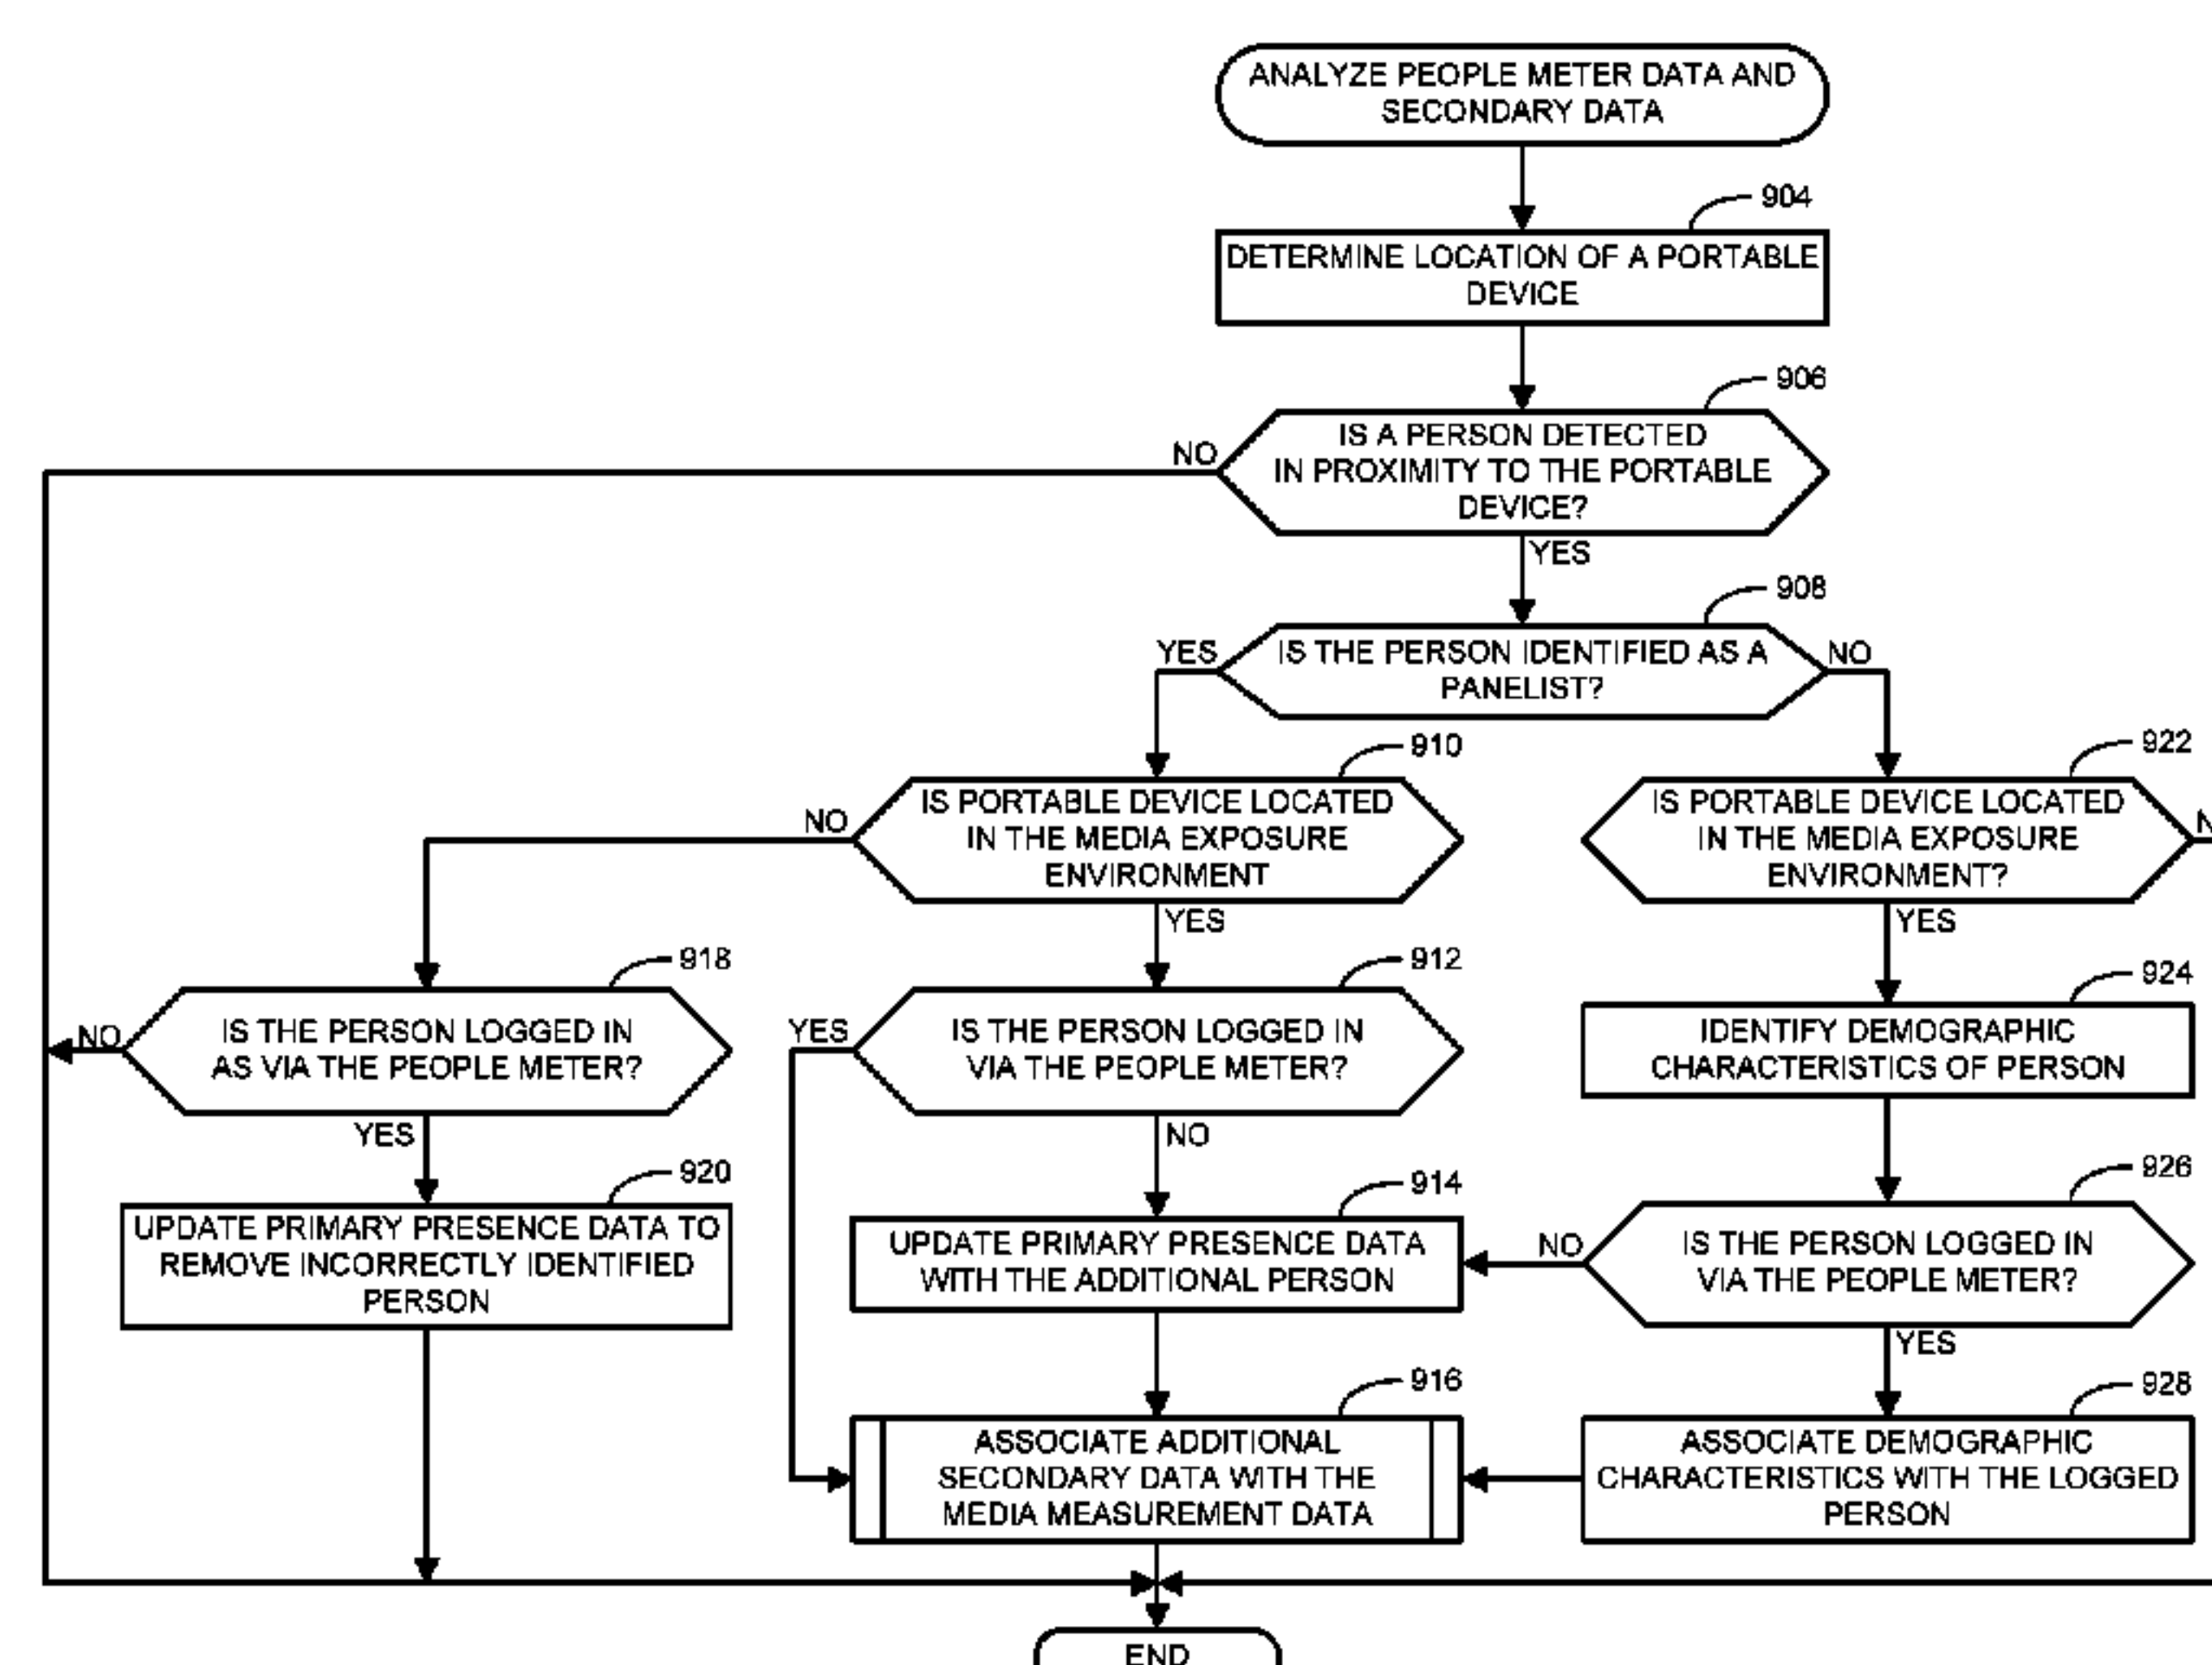 ANALYZE PEOPLE METER DATA AND
SECONDARY DATA
904
DETERMINE LOCATION OF A PORTABLE
DEVICE
906
NO
IS A PERSON DETECTED
IN PROXIMITY TO THE PORTABLE
DEVICE?
YES
908
YES
IS THE PERSON IDENTIFIED AS A
PANELIST?
NO
910
922
NO
IS PORTABLE DEVICE LOCATED
IN THE MEDIA EXPOSURE
ENVIRONMENT
YES
IS PORTABLE DEVICE LOCATED
IN THE MEDIA EXPOSURE
ENVIRONMENT?
YES
918
912
924
NO
IS THE PERSON LOGGED IN
AS VIA THE PEOPLE METER?
YES
YES
IS THE PERSON LOGGED IN
VIA THE PEOPLE METER?
NO
IDENTIFY DEMOGRAPHIC
CHARACTERISTICS OF PERSON
920
914
926
UPDATE PRIMARY PRESENCE DATA TO
REMOVE INCORRECTLY IDENTIFIED
PERSON
UPDATE PRIMARY PRESENCE DATA
WITH THE ADDITIONAL PERSON
NO
IS THE PERSON LOGGED IN
VIA THE PEOPLE METER?
YES
916
928
ASSOCIATE ADDITIONAL
SECONDARY DATA WITH THE
MEDIA MEASUREMENT DATA
ASSOCIATE DEMOGRAPHIC
CHARACTERISTICS WITH THE LOGGED
PERSON
END